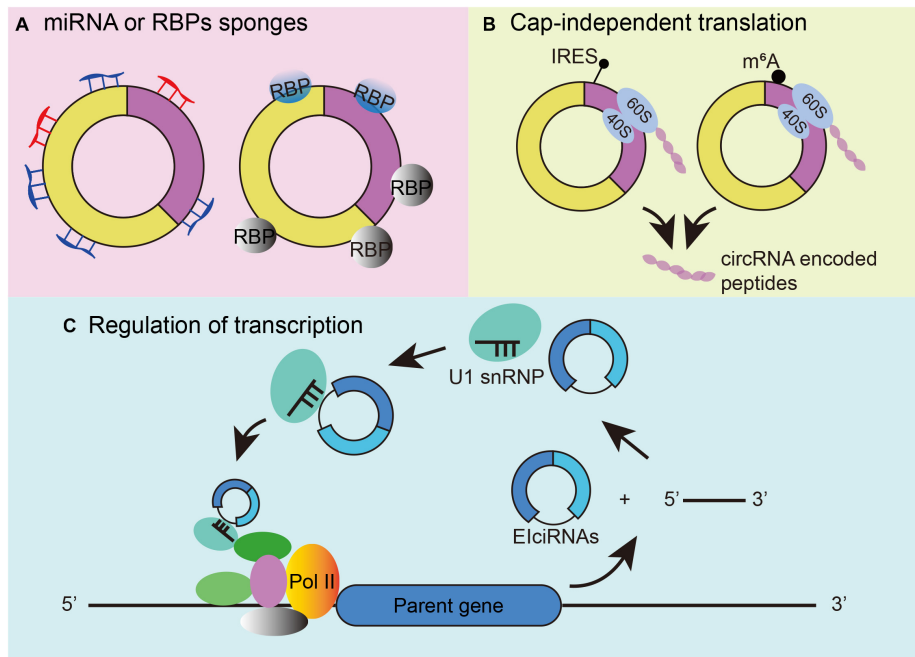 A miRNA or RBPs sponges
RBP
RBP
RBP
RBP
RBP
B Cap-independent translation
IRES
60S
40S
m⁶A
60S
40S
circRNA encoded
peptides
C Regulation of transcription
U1 snRNP
EIciRNAs
+
5’
3’
Pol II
5’
Parent gene
3’